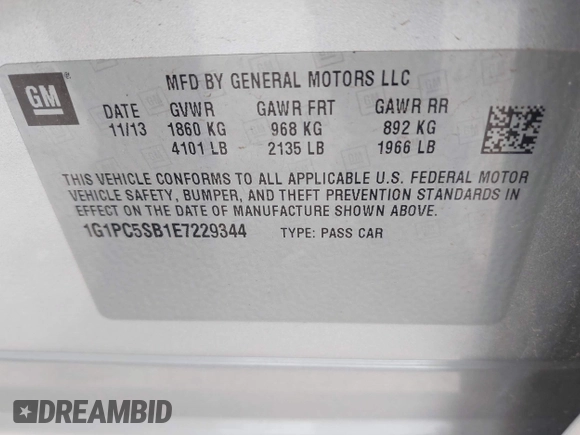 GM
MFD BY GENERAL MOTORS LLC
DATE GVWR GAWR FRT GAWR RR
11/13 1860 KG 968 KG 892 KG
4101 LB 2135 LB 1966 LB
THIS VEHICLE CONFORMS TO ALL APPLICABLE U.S. FEDERAL MOTOR
VEHICLE SAFETY, BUMPER, AND THEFT PREVENTION STANDARDS IN
EFFECT ON THE DATE OF MANUFACTURE SHOWN ABOVE.
1G1PC5SB1E7229344 TYPE: PASS CAR
DREAMBID